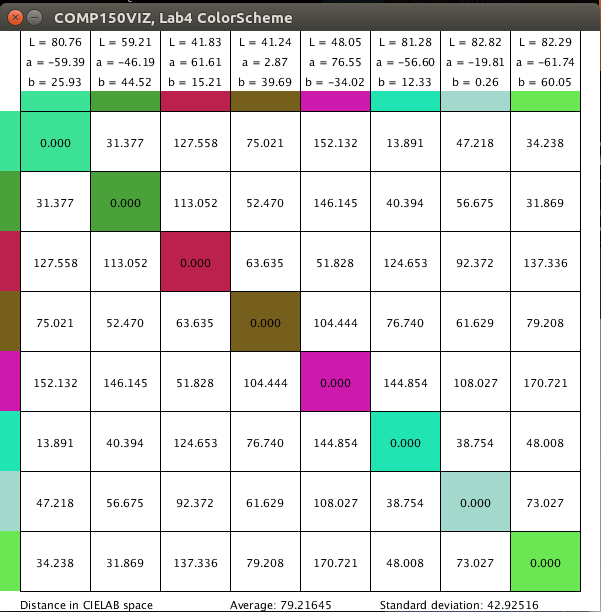 COMP150VIZ, Lab4 ColorScheme
L = 80.76 L = 59.21 L = 41.83 L = 41.24 L = 48.05 L = 81.28 L = 82.82 L = 82.29
a = −59.39 a = −46.19 a = 61.61 a = 2.87 a = 76.55 a = −56.60 a = −19.81 a = −61.74
b = 25.93 b = 44.52 b = 15.21 b = 39.69 b = −34.02 b = 12.33 b = 0.26 b = 60.05
0.000 31.377 127.558 75.021 152.132 13.891 47.218 34.238
31.377 0.000 113.052 52.470 146.145 40.394 56.675 31.869
127.558 113.052 0.000 63.635 51.828 124.653 92.372 137.336
75.021 52.470 63.635 0.000 104.444 76.740 61.629 79.208
152.132 146.145 51.828 104.444 0.000 144.854 108.027 170.721
13.891 40.394 124.653 76.740 144.854 0.000 38.754 48.008
47.218 56.675 92.372 61.629 108.027 38.754 0.000 73.027
34.238 31.869 137.336 79.208 170.721 48.008 73.027 0.000
Distance in CIELAB space Average: 79.21645 Standard deviation: 42.92516